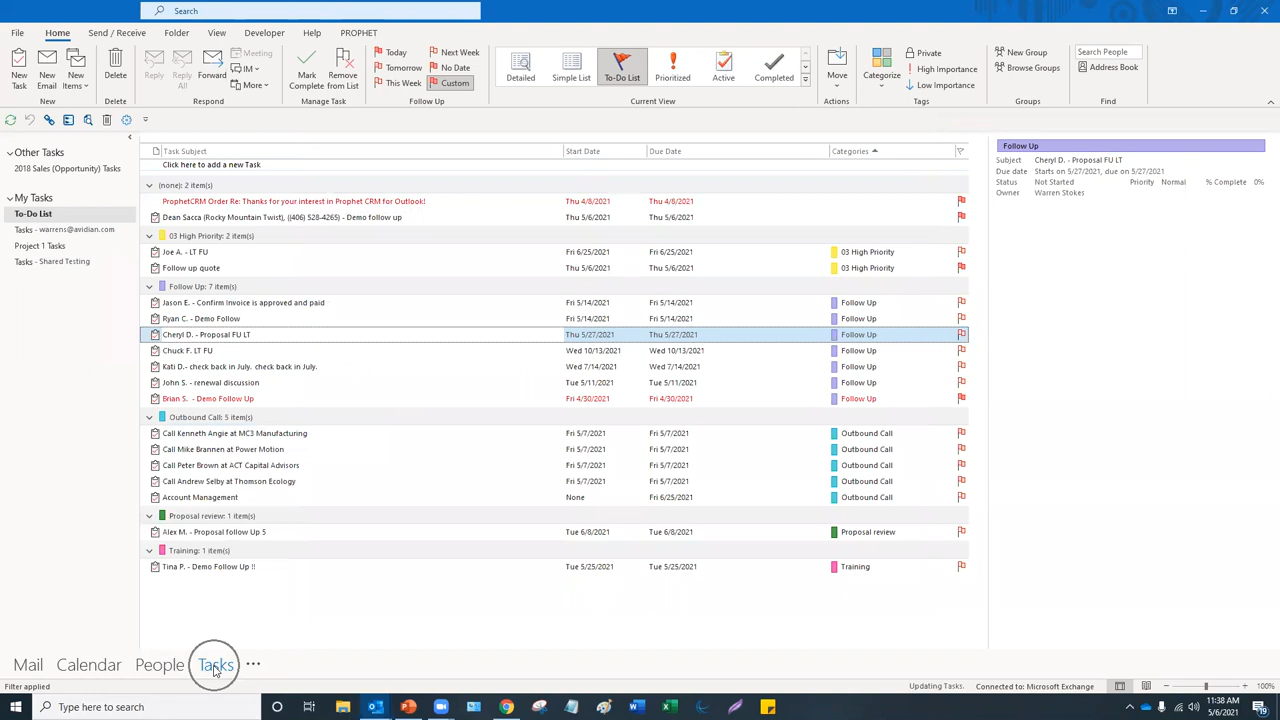 Search
File Home Send / Receive Folder View Developer Help PROPHET
New Task
New Email
New Items
New
Delete
Delete
Reply
Reply All
Forward
Meeting
IM
More
Respond
Mark Complete
Remove from List
Manage Task
Today
Tomorrow
This Week
Next Week
No Date
Custom
Follow Up
Detailed
Simple List
To-Do List
Prioritized
Active
Completed
Current View
Move
Actions
Categorize
Private
High Importance
Low Importance
Tags
New Group
Browse Groups
Groups
Search People
Address Book
Find
Other Tasks
2018 Sales (Opportunity) Tasks
My Tasks
To-Do List
Tasks - warrens@avidian.com
Project 1 Tasks
Tasks - Shared Testing
Task Subject Start Date Due Date Categories
Click here to add a new Task
(none): 2 item(s)
ProphetCRM Order Re: Thanks for your interest in Prophet CRM for Outlook! Thu 4/8/2021 Thu 4/8/2021
Dean Sacca (Rocky Mountain Twist), ((406) 528-4265) - Demo follow up Thu 5/6/2021 Thu 5/6/2021
03 High Priority: 2 item(s)
Joe A. - LT FU Fri 6/25/2021 Fri 6/25/2021 03 High Priority
Follow up quote Thu 5/6/2021 Thu 5/6/2021 03 High Priority
Follow Up: 7 item(s)
Jason E. - Confirm Invoice is approved and paid Fri 5/14/2021 Fri 5/14/2021 Follow Up
Ryan C. - Demo Follow Fri 5/14/2021 Fri 5/14/2021 Follow Up
Cheryl D. - Proposal FU LT Thu 5/27/2021 Thu 5/27/2021 Follow Up
Chuck F. LT FU Wed 10/13/2021 Wed 10/13/2021 Follow Up
Kati D.- check back in July. check back in July. Wed 7/14/2021 Wed 7/14/2021 Follow Up
John S. - renewal discussion Tue 5/11/2021 Tue 5/11/2021 Follow Up
Brian S. - Demo Follow Up Fri 4/30/2021 Fri 4/30/2021 Follow Up
Outbound Call: 5 item(s)
Call Kenneth Angie at MC3 Manufacturing Fri 5/7/2021 Fri 5/7/2021 Outbound Call
Call Mike Brannen at Power Motion Fri 5/7/2021 Fri 5/7/2021 Outbound Call
Call Peter Brown at ACT Capital Advisors Fri 5/7/2021 Fri 5/7/2021 Outbound Call
Call Andrew Selby at Thomson Ecology Fri 5/7/2021 Fri 5/7/2021 Outbound Call
Account Management None Fri 6/25/2021 Outbound Call
Proposal review: 1 item(s)
Alex M. - Proposal follow Up 5 Tue 6/8/2021 Tue 6/8/2021 Proposal review
Training: 1 item(s)
Tina P. - Demo Follow Up !! Tue 5/25/2021 Tue 5/25/2021 Training
Follow Up
Subject Cheryl D. - Proposal FU LT
Due date Starts on 5/27/2021, due on 5/27/2021
Status Not Started Priority Normal % Complete 0%
Owner Warren Stokes
Mail Calendar People Tasks
Filter applied Updating Tasks. Connected to: Microsoft Exchange 100%
Type here to search
11:38 AM
5/6/2021
19